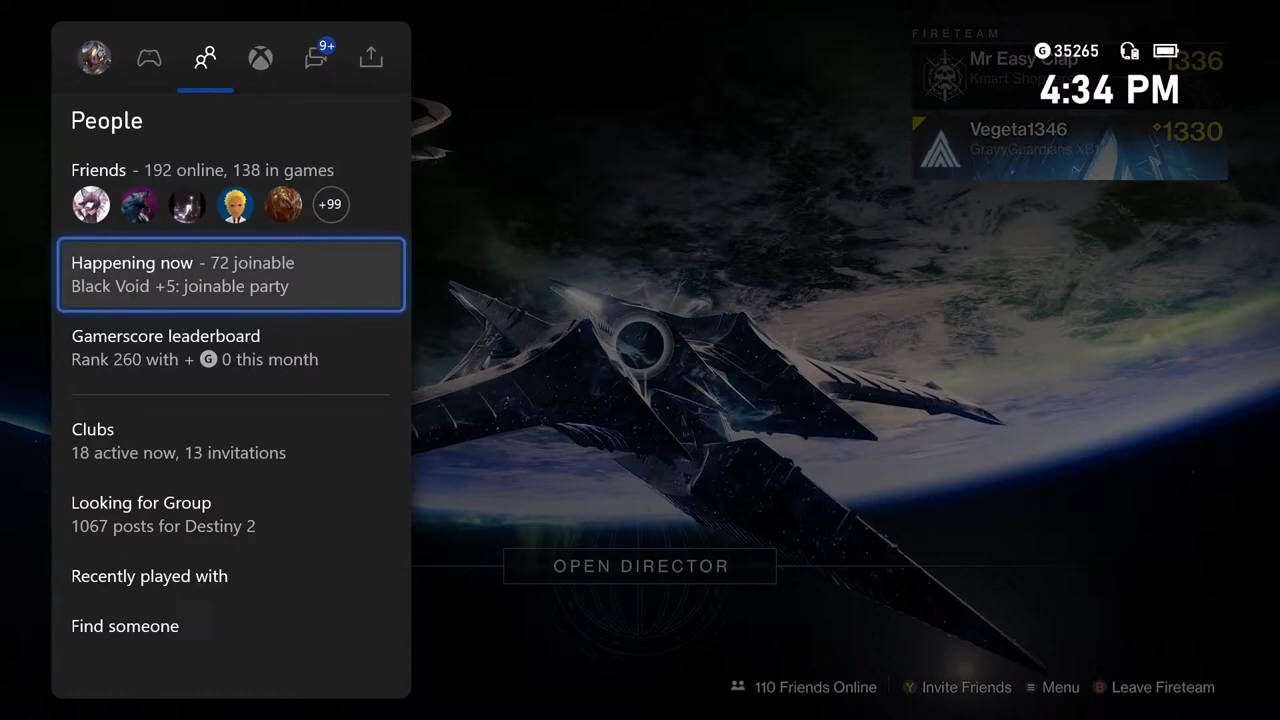 9+
People
Friends - 192 online, 138 in games
+99
Happening now - 72 joinable
Black Void +5: joinable party
Gamerscore leaderboard
Rank 260 with + G 0 this month
Clubs
18 active now, 13 invitations
Looking for Group
1067 posts for Destiny 2
Recently played with
Find someone
FIRETEAM
G 35265
4:34 PM
Mr Easy Clap
1336
Kmart
Vegeta1346
1330
OPEN DIRECTOR
110 Friends Online
Y Invite Friends
Menu
B Leave Fireteam